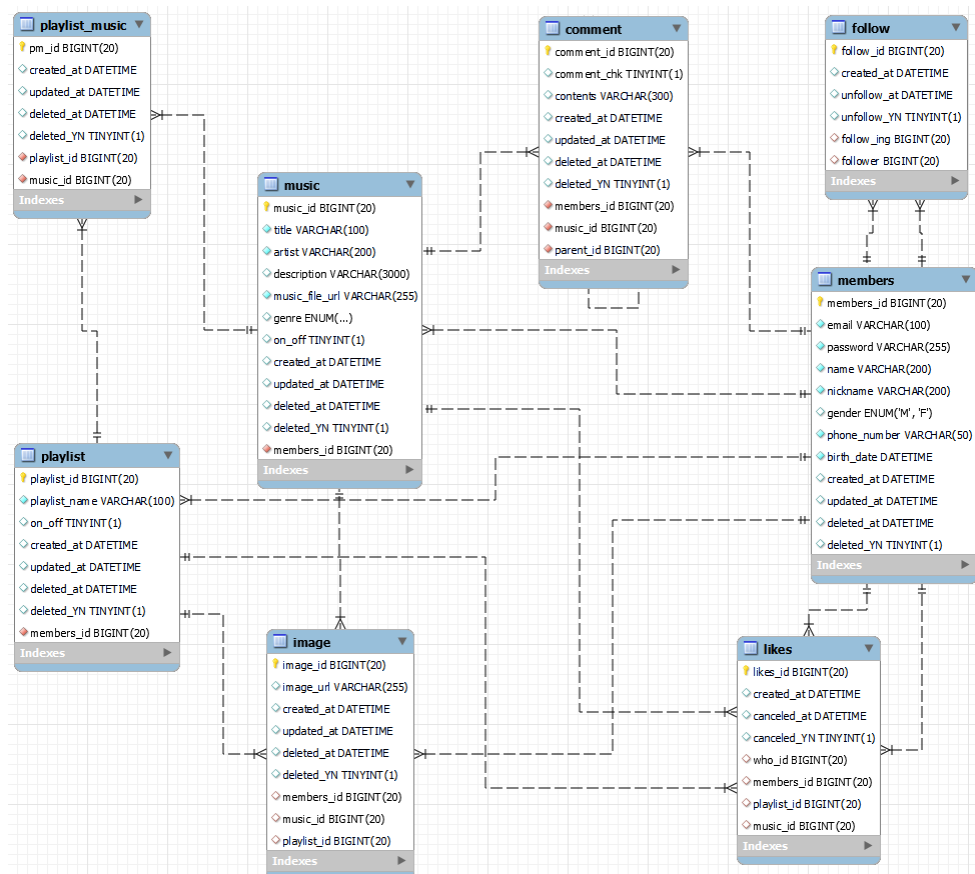 playlist_music
pm_id BIGINT(20)
created_at DATETIME
updated_at DATETIME
deleted_at DATETIME
deleted_YN TINYINT(1)
playlist_id BIGINT(20)
music_id BIGINT(20)
Indexes
comment
comment_id BIGINT(20)
comment_chk TINYINT(1)
contents VARCHAR(300)
created_at DATETIME
updated_at DATETIME
deleted_at DATETIME
deleted_YN TINYINT(1)
members_id BIGINT(20)
music_id BIGINT(20)
parent_id BIGINT(20)
Indexes
follow
follow_id BIGINT(20)
created_at DATETIME
unfollow_at DATETIME
unfollow_YN TINYINT(1)
follow_ing BIGINT(20)
follower BIGINT(20)
Indexes
music
music_id BIGINT(20)
title VARCHAR(100)
artist VARCHAR(200)
description VARCHAR(3000)
music_file_url VARCHAR(255)
genre ENUM(...)
on_off TINYINT(1)
created_at DATETIME
updated_at DATETIME
deleted_at DATETIME
deleted_YN TINYINT(1)
members_id BIGINT(20)
Indexes
members
members_id BIGINT(20)
email VARCHAR(100)
password VARCHAR(255)
name VARCHAR(200)
nickname VARCHAR(200)
gender ENUM('M', 'F')
phone_number VARCHAR(50)
birth_date DATETIME
created_at DATETIME
updated_at DATETIME
deleted_at DATETIME
deleted_YN TINYINT(1)
Indexes
playlist
playlist_id BIGINT(20)
playlist_name VARCHAR(100)
on_off TINYINT(1)
created_at DATETIME
updated_at DATETIME
deleted_at DATETIME
deleted_YN TINYINT(1)
members_id BIGINT(20)
Indexes
image
image_id BIGINT(20)
image_url VARCHAR(255)
created_at DATETIME
updated_at DATETIME
deleted_at DATETIME
deleted_YN TINYINT(1)
members_id BIGINT(20)
music_id BIGINT(20)
playlist_id BIGINT(20)
Indexes
likes
likes_id BIGINT(20)
created_at DATETIME
canceled_at DATETIME
canceled_YN TINYINT(1)
who_id BIGINT(20)
members_id BIGINT(20)
playlist_id BIGINT(20)
music_id BIGINT(20)
Indexes